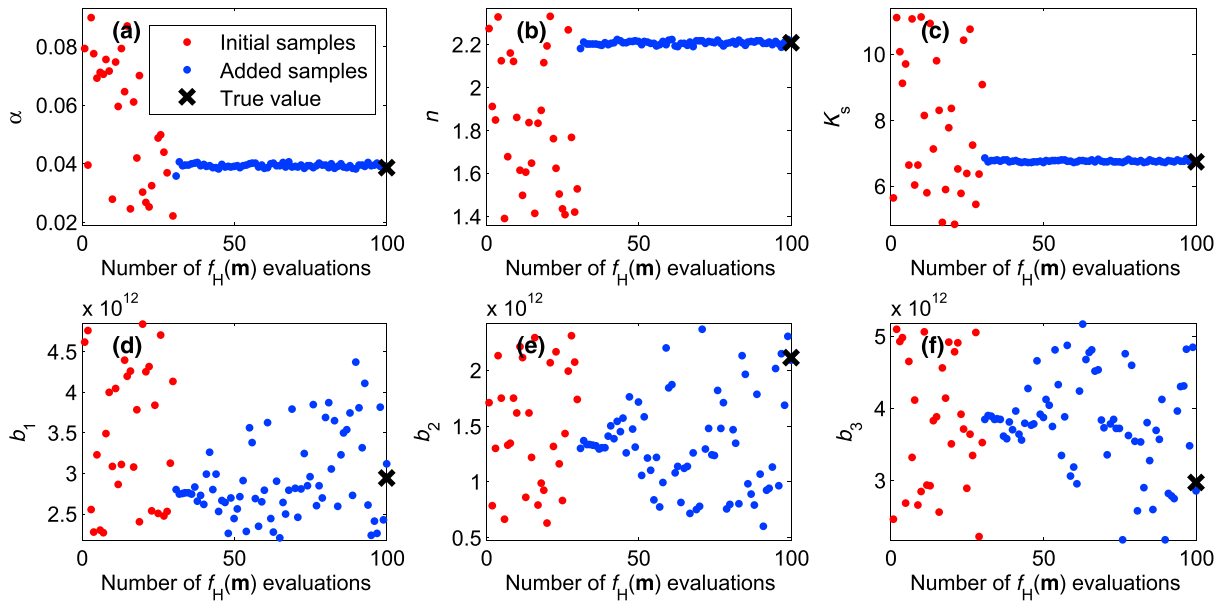 (a)
Initial samples
Added samples
True value
α
0.08
0.06
0.04
0.02
0 50 100
Number of f_H(m) evaluations
(b)
n
2.2
2
1.8
1.6
1.4
0 50 100
Number of f_H(m) evaluations
(c)
K_s
10
8
6
0 50 100
Number of f_H(m) evaluations
x 10^12
(d)
b_1
4.5
4
3.5
3
2.5
0 50 100
Number of f_H(m) evaluations
x 10^12
(e)
b_2
2
1.5
1
0.5
0 50 100
Number of f_H(m) evaluations
x 10^12
(f)
b_3
5
4
3
0 50 100
Number of f_H(m) evaluations